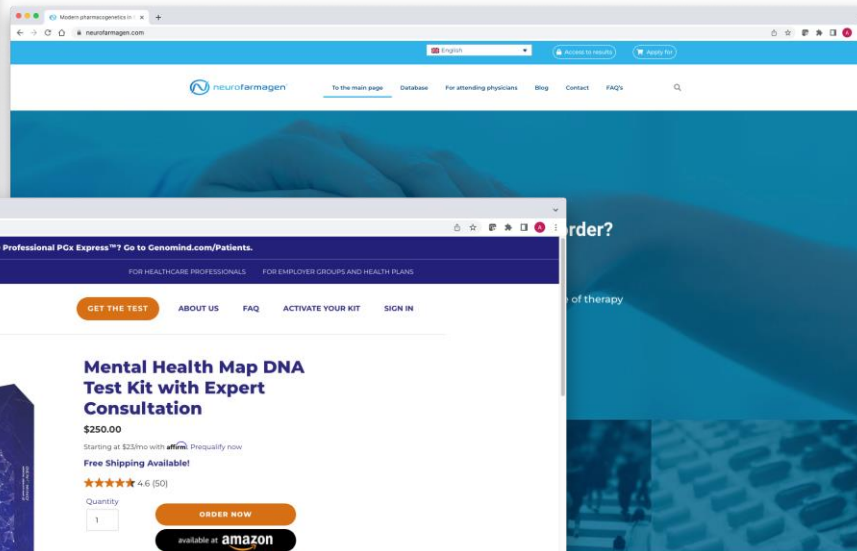 Modern pharmacogenetics in
neurofarmagen.com
English
Access to results
Apply for
neurofarmagen
To the main page
Database
For attending physicians
Blog
Contact
FAQ's
rder?
of therapy
Professional PGx Express™? Go to Genomind.com/Patients.
FOR HEALTHCARE PROFESSIONALS
FOR EMPLOYER GROUPS AND HEALTH PLANS
GET THE TEST
ABOUT US
FAQ
ACTIVATE YOUR KIT
SIGN IN
Mental Health Map DNA
Test Kit with Expert
Consultation
$250.00
Starting at $23/mo with affirm. Prequalify now
Free Shipping Available!
4.6 (50)
Quantity
1
ORDER NOW
available at amazon